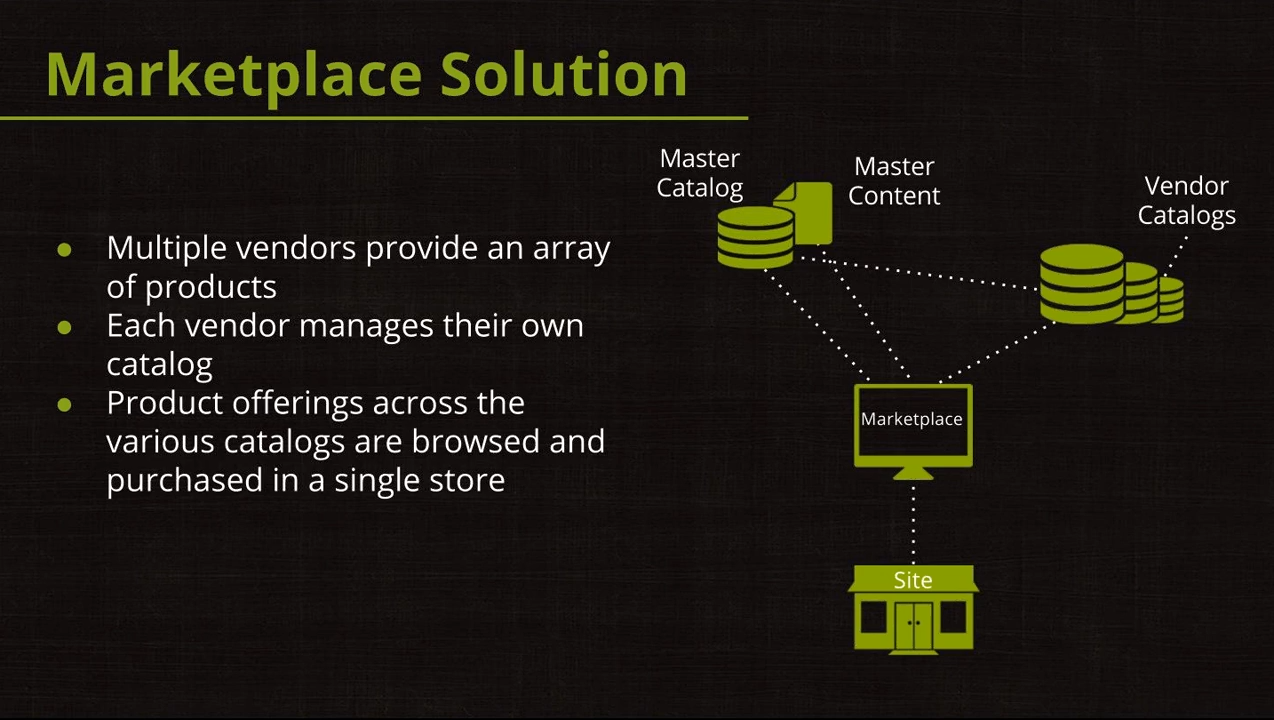 Marketplace Solution
● Multiple vendors provide an array
of products
● Each vendor manages their own
catalog
● Product offerings across the
various catalogs are browsed and
purchased in a single store
Master
Catalog
Master
Content
Vendor
Catalogs
Marketplace
Site